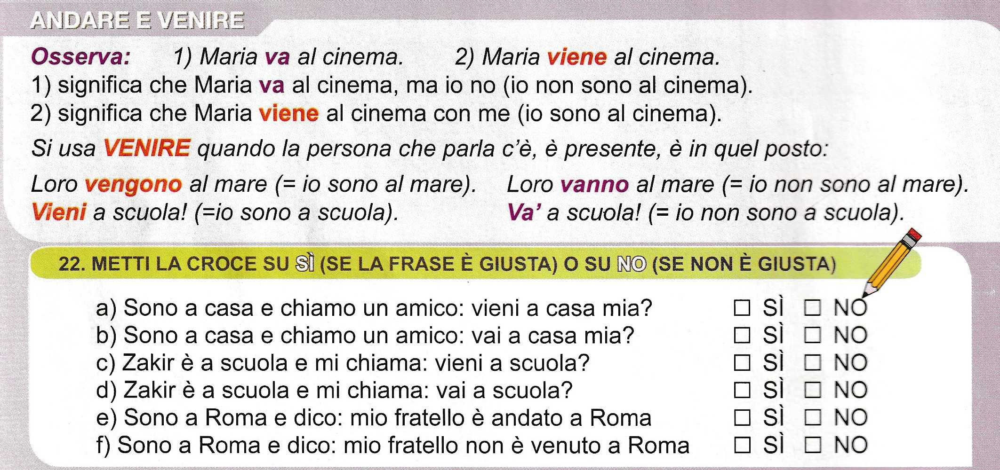 ANDARE E VENIRE
Osserva: 1) Maria va al cinema. 2) Maria viene al cinema.
1) significa che Maria va al cinema, ma io no (io non sono al cinema).
2) significa che Maria viene al cinema con me (io sono al cinema).
Si usa VENIRE quando la persona che parla c'è, è presente, è in quel posto:
Loro vengono al mare (= io sono al mare). Loro vanno al mare (= io non sono al mare).
Vieni a scuola! (=io sono a scuola). Va' a scuola! (= io non sono a scuola).
22. METTI LA CROCE SU SÌ (SE LA FRASE È GIUSTA) O SU NO (SE NON È GIUSTA)
a) Sono a casa e chiamo un amico: vieni a casa mia? □ SÌ □ NO
b) Sono a casa e chiamo un amico: vai a casa mia? □ SÌ □ NO
c) Zakir è a scuola e mi chiama: vieni a scuola? □ SÌ □ NO
d) Zakir è a scuola e mi chiama: vai a scuola? □ SÌ □ NO
e) Sono a Roma e dico: mio fratello è andato a Roma □ SÌ □ NO
f) Sono a Roma e dico: mio fratello non è venuto a Roma □ SÌ □ NO